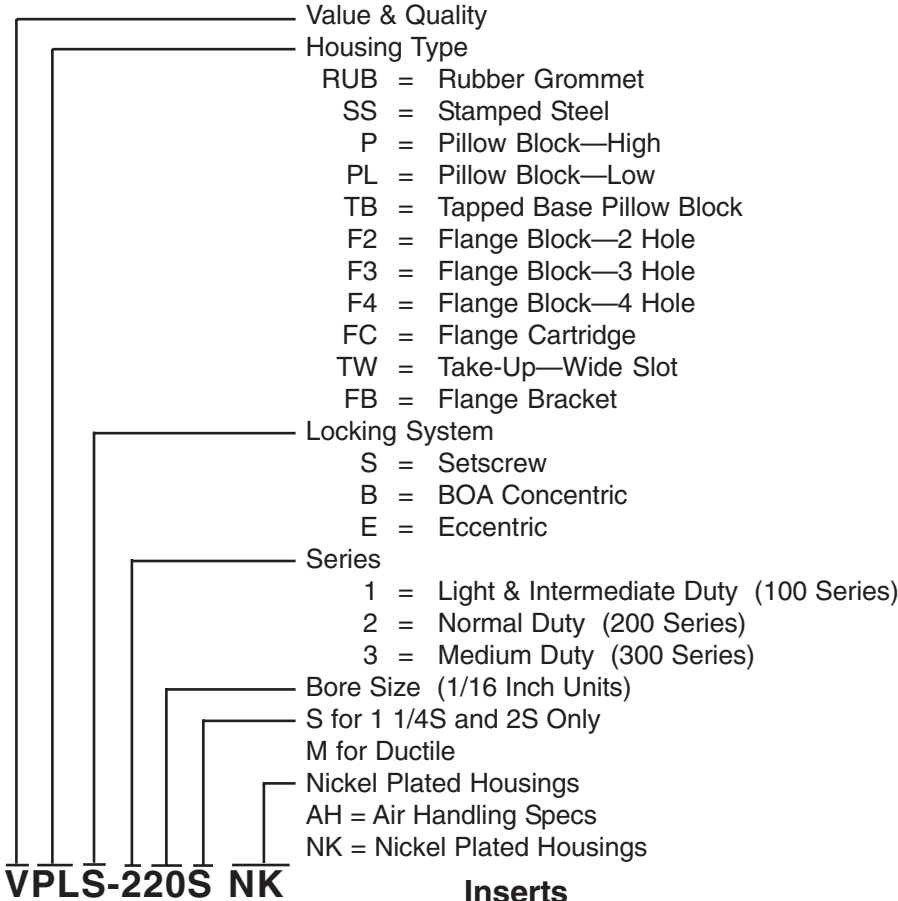 Value & Quality
Housing Type
RUB = Rubber Grommet
SS = Stamped Steel
P = Pillow Block—High
PL = Pillow Block—Low
TB = Tapped Base Pillow Block
F2 = Flange Block—2 Hole
F3 = Flange Block—3 Hole
F4 = Flange Block—4 Hole
FC = Flange Cartridge
TW = Take-Up—Wide Slot
FB = Flange Bracket
Locking System
S = Setscrew
B = BOA Concentric
E = Eccentric
Series
1 = Light & Intermediate Duty (100 Series)
2 = Normal Duty (200 Series)
3 = Medium Duty (300 Series)
Bore Size (1/16 Inch Units)
S for 1 1/4S and 2S Only
M for Ductile
Nickel Plated Housings
AH = Air Handling Specs
NK = Nickel Plated Housings
VPLS-220S NK
Inserts